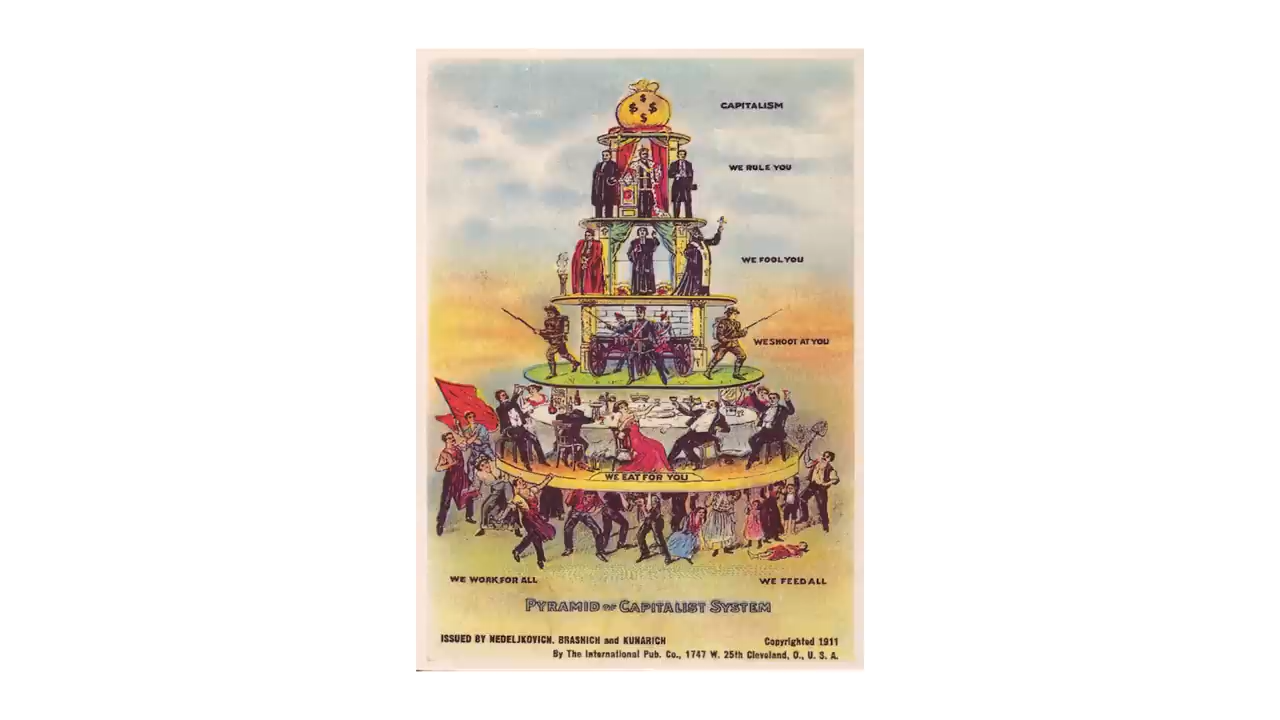 CAPITALISM
WE RULE YOU
WE FOOL YOU
WE SHOOT AT YOU
WE EAT FOR YOU
WE WORK FOR ALL
WE FEED ALL
PYRAMID OF CAPITALIST SYSTEM
ISSUED BY NEDELJKOVICH, BRASHICH and KUHARICH
Copyrighted 1911
By The International Pub. Co., 1747 W. 25th Cleveland, O., U. S. A.